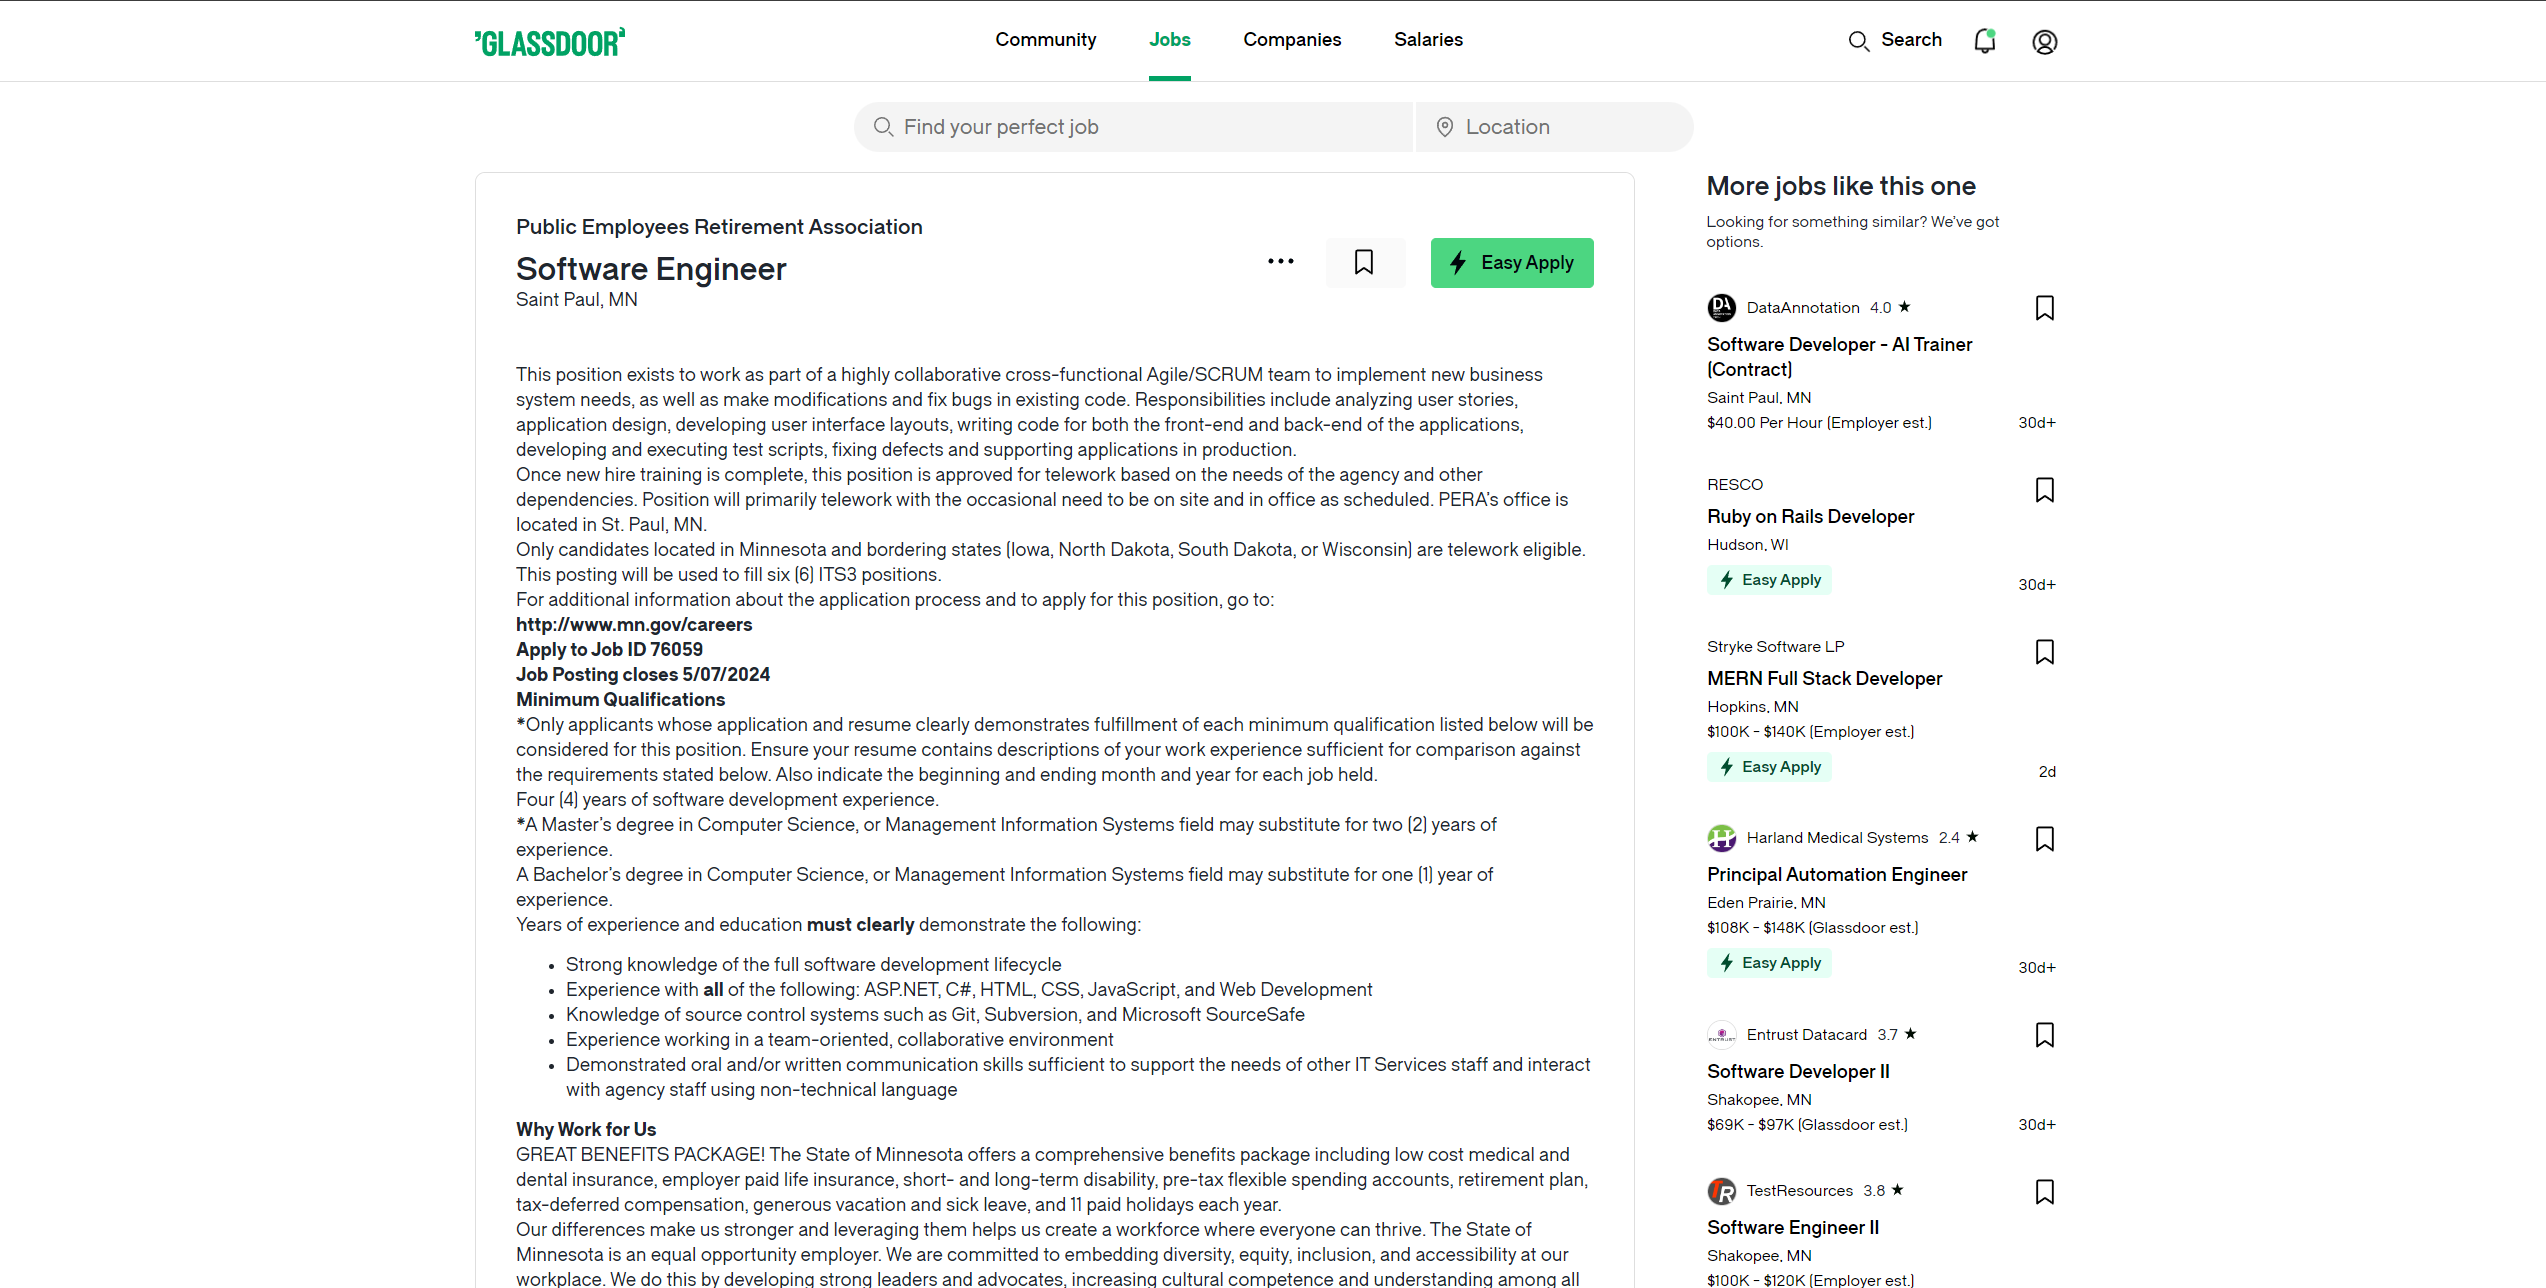 GLASSDOOR
Community
Jobs
Companies
Salaries
Search
Find your perfect job
Location
Public Employees Retirement Association
Software Engineer
Saint Paul, MN
Easy Apply
This position exists to work as part of a highly collaborative cross-functional Agile/SCRUM team to implement new business
system needs, as well as make modifications and fix bugs in existing code. Responsibilities include analyzing user stories,
application design, developing user interface layouts, writing code for both the front-end and back-end of the applications,
developing and executing test scripts, fixing defects and supporting applications in production.
Once new hire training is complete, this position is approved for telework based on the needs of the agency and other
dependencies. Position will primarily telework with the occasional need to be on site and in office as scheduled. PERA’s office is
located in St. Paul, MN.
Only candidates located in Minnesota and bordering states (Iowa, North Dakota, South Dakota, or Wisconsin) are telework eligible.
This posting will be used to fill six (6) ITS3 positions.
For additional information about the application process and to apply for this position, go to:
http://www.mn.gov/careers
Apply to Job ID 76059
Job Posting closes 5/07/2024
Minimum Qualifications
*Only applicants whose application and resume clearly demonstrates fulfillment of each minimum qualification listed below will be
considered for this position. Ensure your resume contains descriptions of your work experience sufficient for comparison against
the requirements stated below. Also indicate the beginning and ending month and year for each job held.
Four (4) years of software development experience.
*A Master’s degree in Computer Science, or Management Information Systems field may substitute for two (2) years of
experience.
A Bachelor’s degree in Computer Science, or Management Information Systems field may substitute for one (1) year of
experience.
Years of experience and education must clearly demonstrate the following:
• Strong knowledge of the full software development lifecycle
• Experience with all of the following: ASP.NET, C#, HTML, CSS, JavaScript, and Web Development
• Knowledge of source control systems such as Git, Subversion, and Microsoft SourceSafe
• Experience working in a team-oriented, collaborative environment
• Demonstrated oral and/or written communication skills sufficient to support the needs of other IT Services staff and interact
with agency staff using non-technical language
Why Work for Us
GREAT BENEFITS PACKAGE! The State of Minnesota offers a comprehensive benefits package including low cost medical and
dental insurance, employer paid life insurance, short- and long-term disability, pre-tax flexible spending accounts, retirement plan,
tax-deferred compensation, generous vacation and sick leave, and 11 paid holidays each year.
Our differences make us stronger and leveraging them helps us create a workforce where everyone can thrive. The State of
Minnesota is an equal opportunity employer. We are committed to embedding diversity, equity, inclusion, and accessibility at our
workplace. We do this by developing strong leaders and advocates, increasing cultural competence and understanding among all
More jobs like this one
Looking for something similar? We’ve got
options.
DA
DataAnnotation 4.0 ★
Software Developer - AI Trainer
(Contract)
Saint Paul, MN
$40.00 Per Hour (Employer est.)
30d+
RESCO
Ruby on Rails Developer
Hudson, WI
Easy Apply
30d+
Stryke Software LP
MERN Full Stack Developer
Hopkins, MN
$100K - $140K (Employer est.)
Easy Apply
2d
H
Harland Medical Systems 2.4 ★
Principal Automation Engineer
Eden Prairie, MN
$108K - $148K (Glassdoor est.)
Easy Apply
30d+
ENTRUST
Entrust Datacard 3.7 ★
Software Developer II
Shakopee, MN
$69K - $97K (Glassdoor est.)
30d+
TR
TestResources 3.8 ★
Software Engineer II
Shakopee, MN
$100K - $120K (Employer est.)